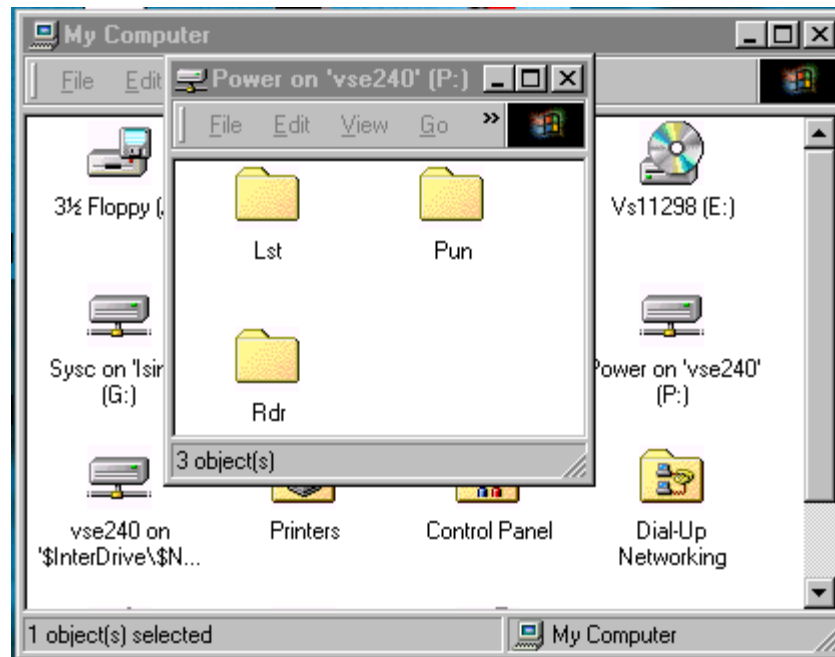 My Computer
File Edit
Power on 'vse240' (P:)
File Edit View Go »
Lst Pun
Rdr
3 object(s)
3½ Floppy (
Vs11298 (E:)
Sysc on 'lsi
(G:)
Power on 'vse240'
(P:)
vse240 on
'$InterDrive\$N...
Printers
Control Panel
Dial-Up
Networking
1 object(s) selected
My Computer